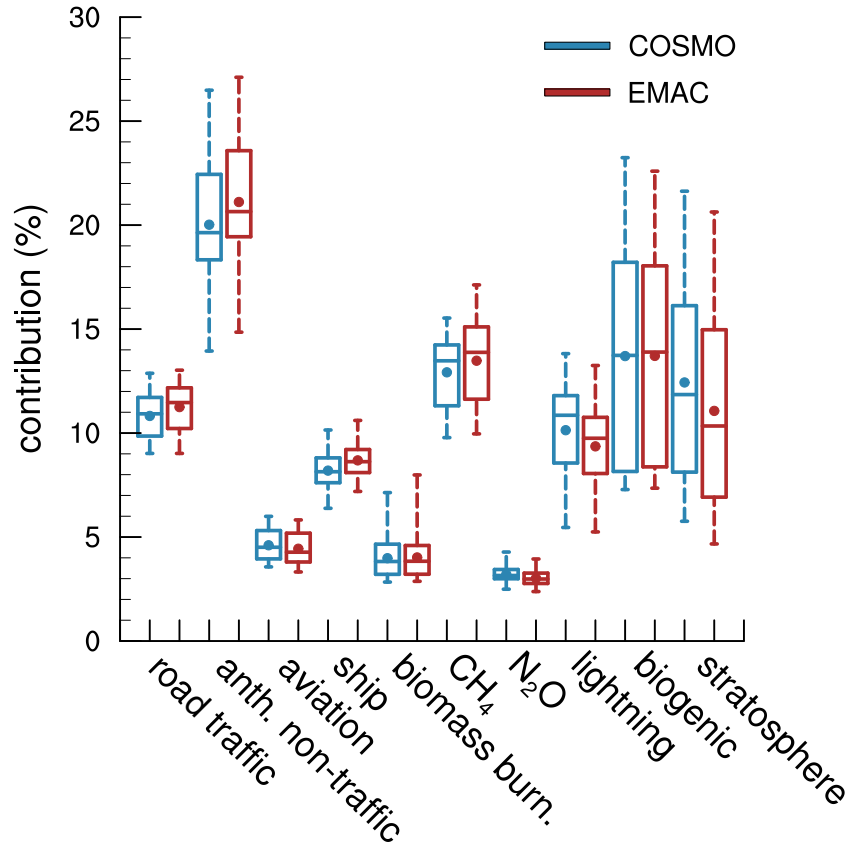 30
25
20
15
10
5
0
contribution (%)
COSMO
EMAC
road traffic
anth. non-traffic
aviation
ship
biomass burn.
CH₄
N₂O
lightning
biogenic
stratosphere